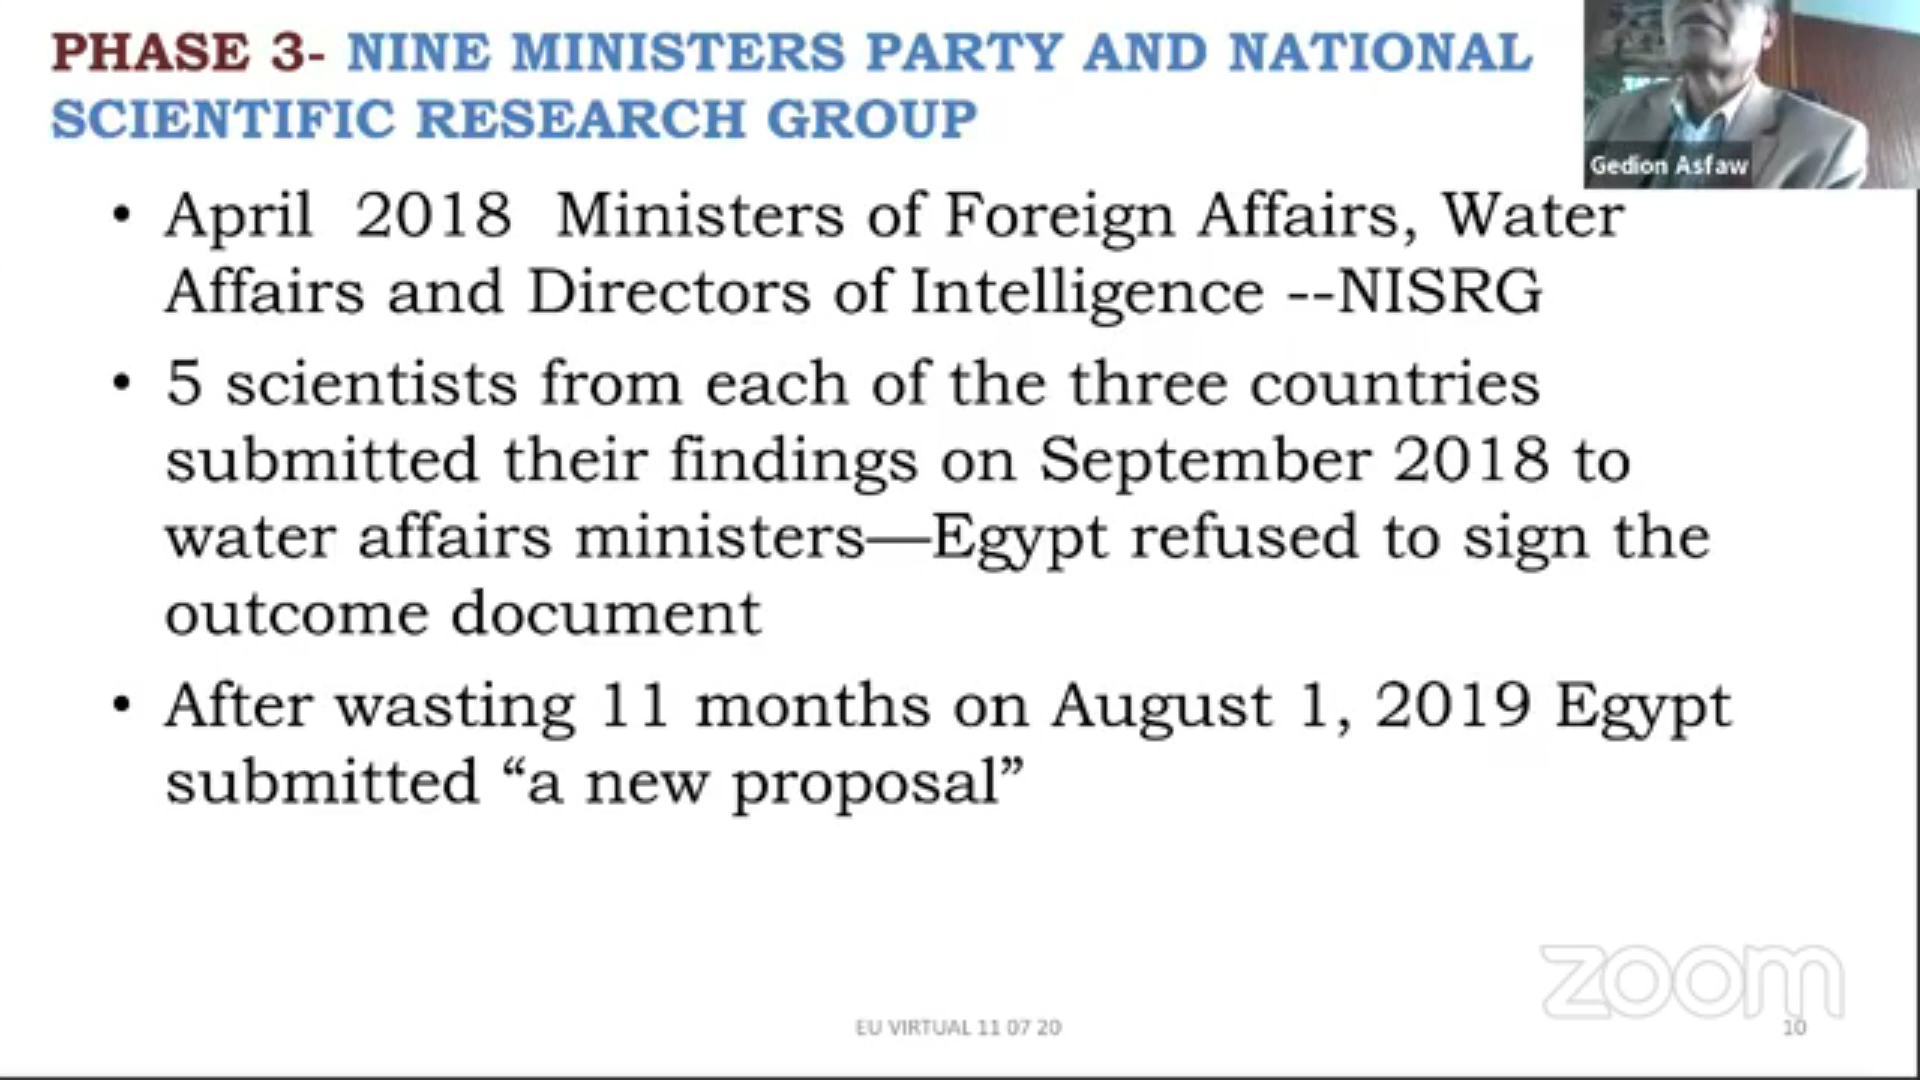 PHASE 3- NINE MINISTERS PARTY AND NATIONAL
SCIENTIFIC RESEARCH GROUP
Gedion Asfaw
• April 2018 Ministers of Foreign Affairs, Water
Affairs and Directors of Intelligence --NISRG
• 5 scientists from each of the three countries
submitted their findings on September 2018 to
water affairs ministers—Egypt refused to sign the
outcome document
• After wasting 11 months on August 1, 2019 Egypt
submitted “a new proposal”
zoom
EU VIRTUAL 11 07 20
10